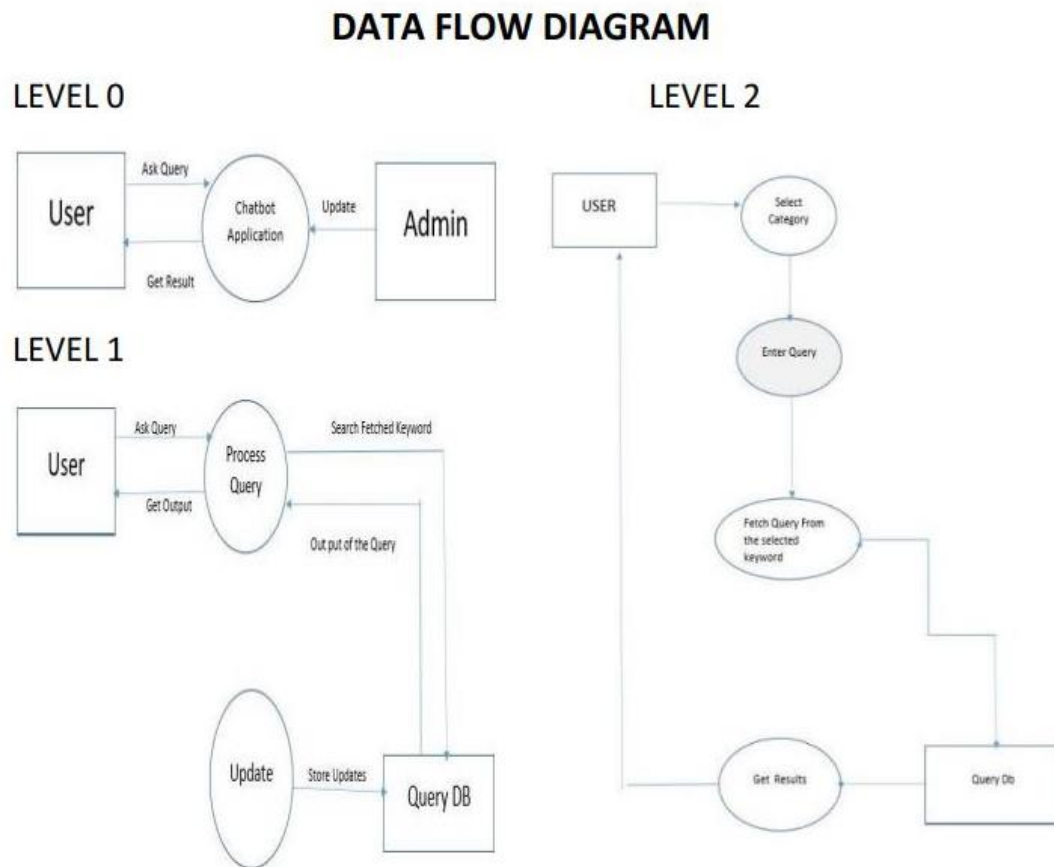 DATA FLOW DIAGRAM
LEVEL 0
User
Ask Query
Get Result
Chatbot
Application
Update
Admin
LEVEL 1
User
Ask Query
Get Output
Process
Query
Search Fetched Keyword
Out put of the Query
Update
Store Updates
Query DB
LEVEL 2
USER
Select
Category
Enter Query
Fetch Query From
the selected
keyword
Query Db
Get Results